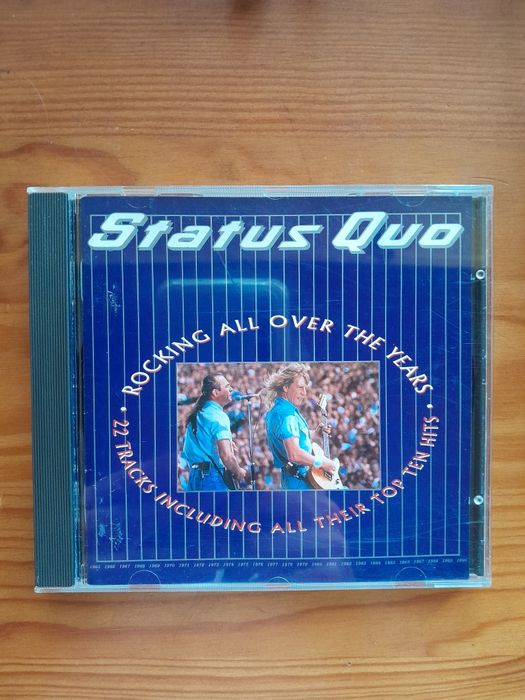 Status Quo
ROCKING ALL OVER THE YEARS
• 22 TRACKS INCLUDING ALL THEIR TOP TEN HITS •